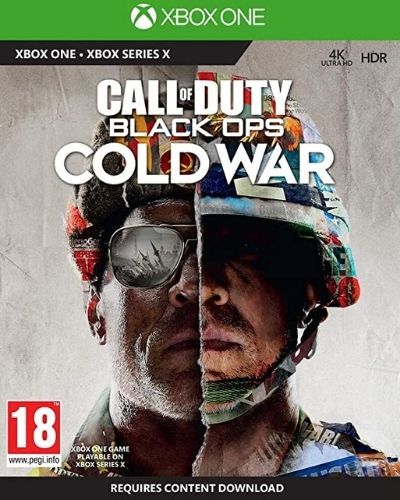 XBOX ONE
XBOX ONE • XBOX SERIES X
4K
ULTRA HD
HDR
CALL OF DUTY
BLACK OPS
COLD WAR
18
www.pegi.info
XBOX ONE GAME
PLAYABLE ON
XBOX SERIES X
REQUIRES CONTENT DOWNLOAD